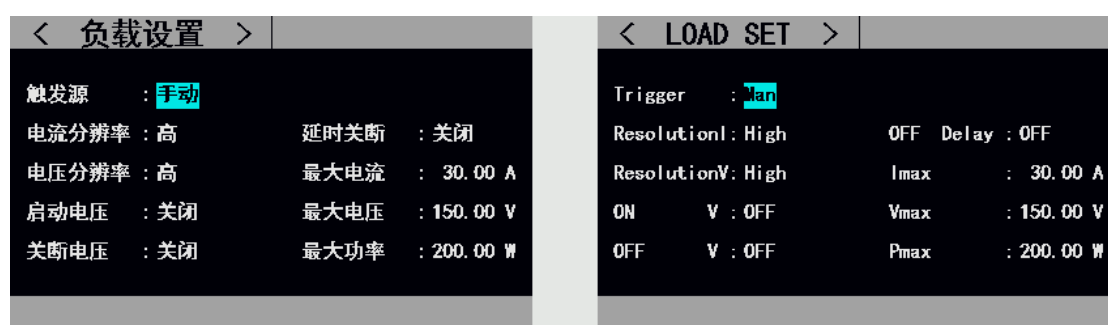 < 负载设置 >
触发源 : 手动
电流分辨率 : 高 延时关断 : 关闭
电压分辨率 : 高 最大电流 : 30.00 A
启动电压 : 关闭 最大电压 : 150.00 V
关断电压 : 关闭 最大功率 : 200.00 W
< LOAD SET >
Trigger : Man
ResolutionI: High OFF Delay : OFF
ResolutionV: High Imax : 30.00 A
ON V : OFF Vmax : 150.00 V
OFF V : OFF Pmax : 200.00 W